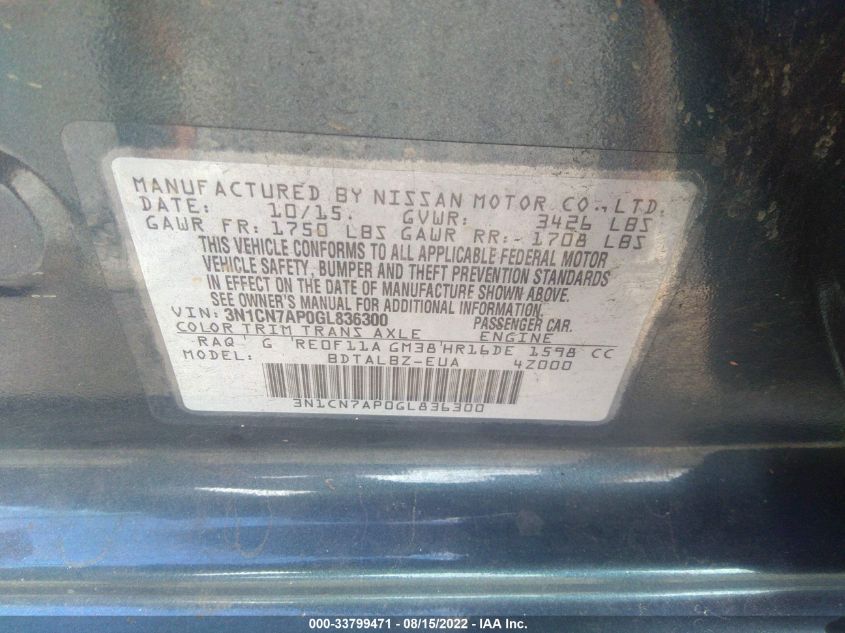 MANUFACTURED BY NISSAN MOTOR CO., LTD.
DATE: 10/15. GVWR: 3426 LBS
GAWR FR: 1750 LBS GAWR RR: 1708 LBS
THIS VEHICLE CONFORMS TO ALL APPLICABLE FEDERAL MOTOR
VEHICLE SAFETY, BUMPER AND THEFT PREVENTION STANDARDS
IN EFFECT ON THE DATE OF MANUFACTURE SHOWN ABOVE.
SEE OWNER'S MANUAL FOR ADDITIONAL INFORMATION.
VIN: 3N1CN7AP0GL836300 PASSENGER CAR.
COLOR TRIM TRANS AXLE ENGINE
RAQ G RE0F11A GM38 HR16DE 1598 CC
MODEL: BDTALBZ-EUA 42000
3N1CN7AP0GL836300
000-33799471 - 08/15/2022 - IAA Inc.